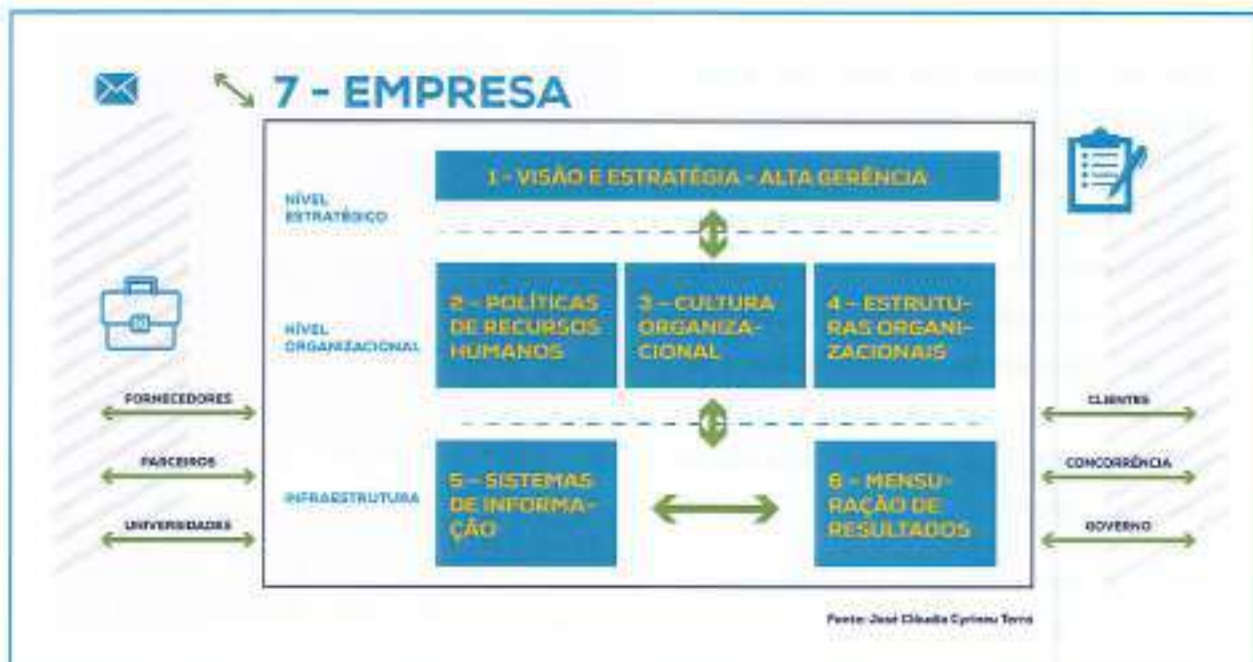 7 - EMPRESA
1 - VISÃO E ESTRATÉGIA - ALTA GERÊNCIA
NÍVEL
ESTRATÉGICO
NÍVEL
ORGANIZACIONAL
2 - POLÍTICAS
DE RECURSOS
HUMANOS
3 - CULTURA
ORGANIZA-
CIONAL
4 - ESTRUTU-
RAS ORGANI-
ZACIONAIS
FORNECEDORES
PARCEIROS
UNIVERSIDADES
INFRAESTRUTURA
5 - SISTEMAS
DE INFORMA-
ÇÃO
6 - MENSU-
RAÇÃO DE
RESULTADOS
CLIENTES
CONCORRÊNCIA
GOVERNO
Fonte: José Cláudio Cyrineu Terra